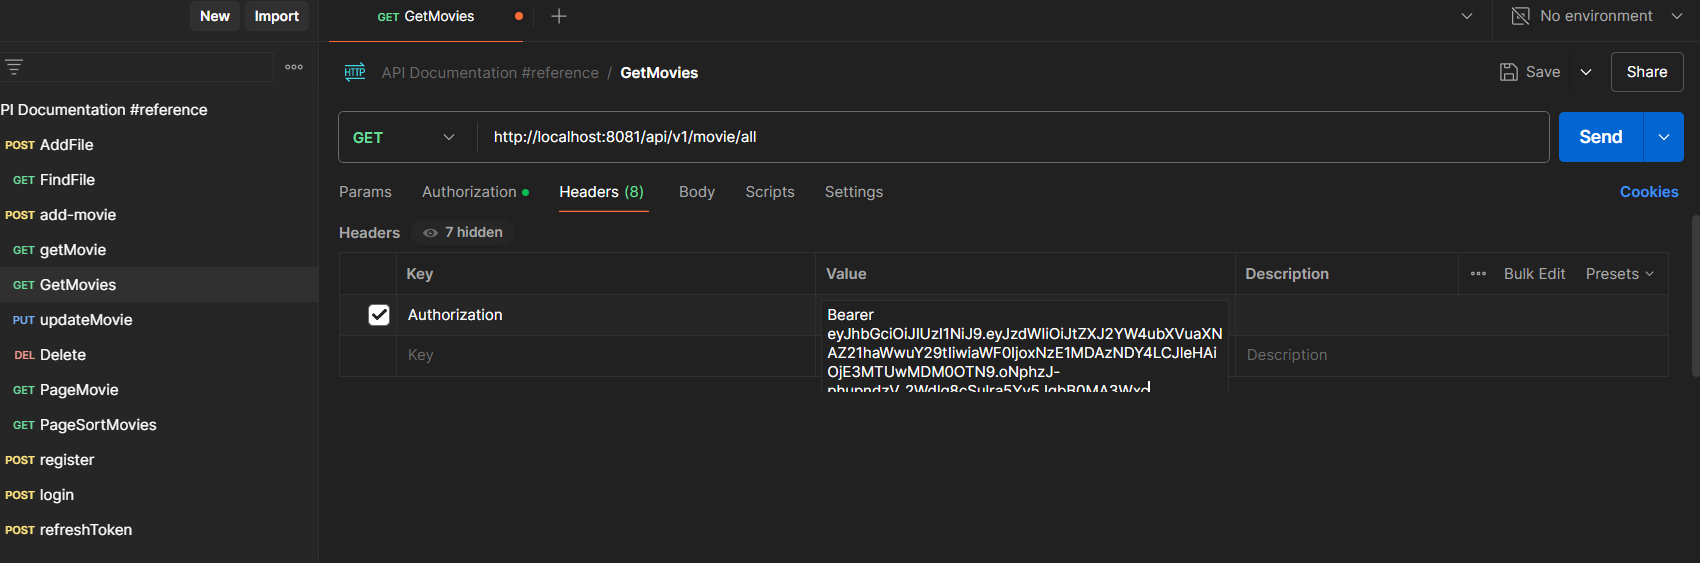 New Import
GET GetMovies
No environment
HTTP API Documentation #reference / GetMovies
Save Share
PI Documentation #reference
POST AddFile
GET FindFile
POST add-movie
GET getMovie
GET GetMovies
PUT updateMovie
DEL Delete
GET PageMovie
GET PageSortMovies
POST register
POST login
POST refreshToken
GET http://localhost:8081/api/v1/movie/all Send
Params Authorization Headers (8) Body Scripts Settings Cookies
Headers 7 hidden
Key Value Description Bulk Edit Presets
Authorization Bearer
eyJhbGciOiJIUzI1NiJ9.eyJzdWIiOiJtZXJ2YW4ubXVuaXN
AZ21haWwuY29tIiwiaWF0IjoxNzE1MDAzNDY4LCJleHAi
OjE3MTUwMDM0OTN9.oNphzJ-
Key Description